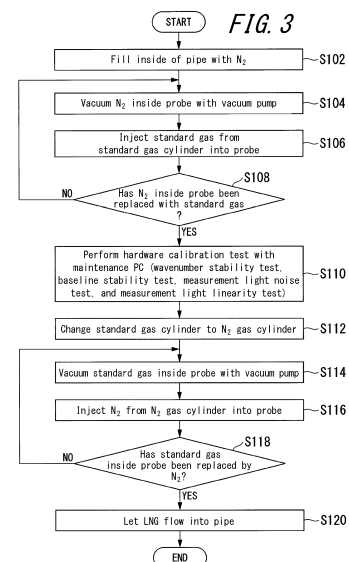 START
FIG. 3
Fill inside of pipe with N2
S102
Vacuum N2 inside probe with vacuum pump
S104
Inject standard gas from
standard gas cylinder into probe
S106
S108
NO
Has N2 inside probe been
replaced with standard gas
?
YES
Perform hardware calibration test with
maintenance PC (wavenumber stability test,
baseline stability test, measurement light noise
test, and measurement light linearity test)
S110
Change standard gas cylinder to N2 gas cylinder
S112
Vacuum standard gas inside probe with vacuum pump
S114
Inject N2 from N2 gas cylinder into probe
S116
S118
NO
Has standard gas
inside probe been replaced by
N2?
YES
Let LNG flow into pipe
S120
END